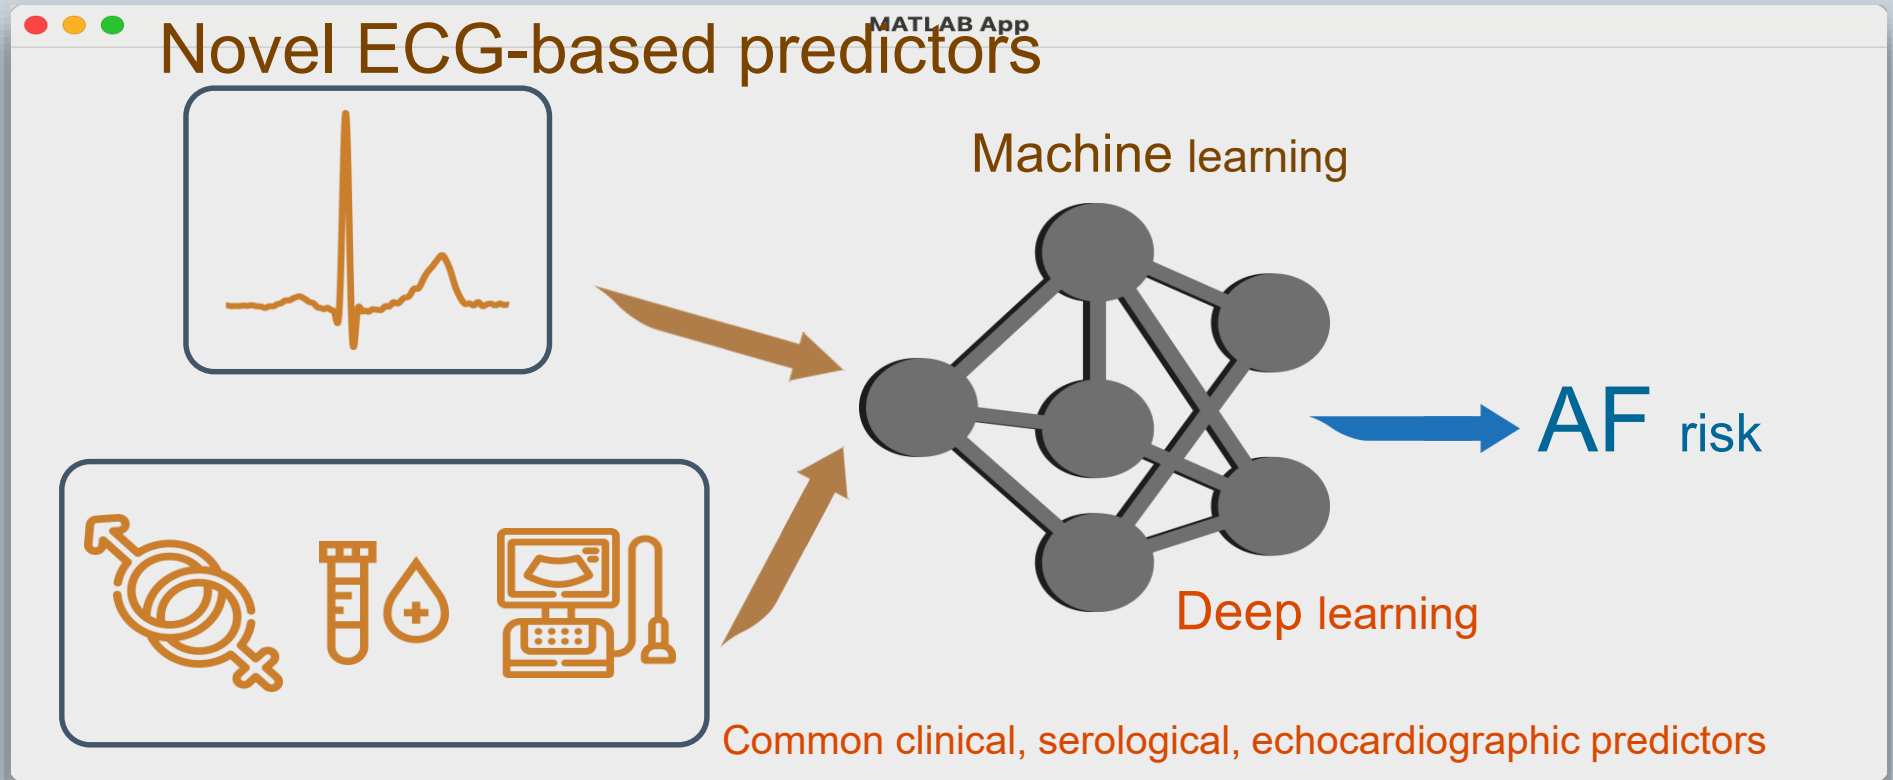 MATLAB App
Novel ECG-based predictors
Machine learning
AF risk
Deep learning
Common clinical, serological, echocardiographic predictors